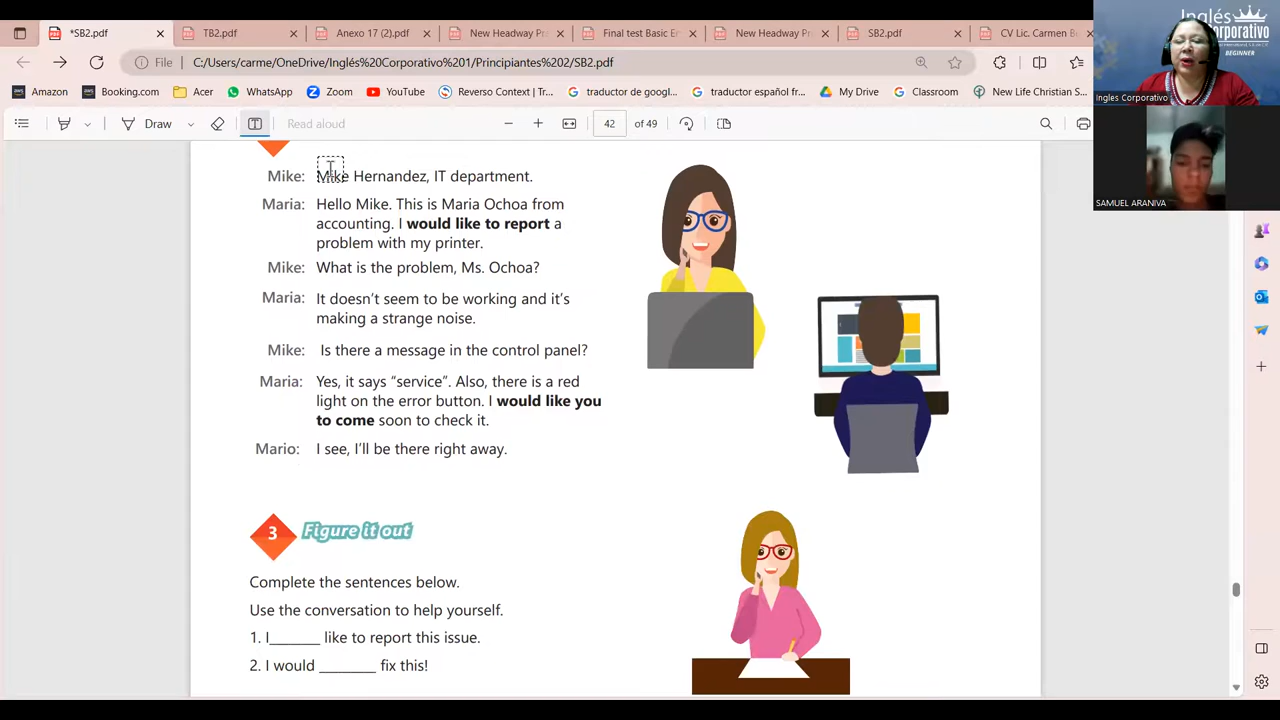 *SB2.pdf
TB2.pdf
Anexo 17 (2).pdf
New Headway Pr
Final test Basic E
New Headway Pr
SB2.pdf
CV Lic. Carmen B
File
C:/Users/carme/OneDrive/Ingles%20Corporativo%201/Principiante%2002/SB2.pdf
Amazon
Booking.com
Acer
WhatsApp
Zoom
YouTube
Reverso Context | Tr...
traductor de googl...
traductor español fr...
My Drive
Classroom
New Life Christian S...
Draw
Read aloud
42 of 49
Inglés
Corporativo
BEGINNER
Ingles Corporativo
SAMUEL ARANIVA
Mike: Mike Hernandez, IT department.
Maria: Hello Mike. This is Maria Ochoa from
accounting. I would like to report a
problem with my printer.
Mike: What is the problem, Ms. Ochoa?
Maria: It doesn't seem to be working and it's
making a strange noise.
Mike: Is there a message in the control panel?
Maria: Yes, it says “service”. Also, there is a red
light on the error button. I would like you
to come soon to check it.
Mario: I see, I'll be there right away.
3 Figure it out
Complete the sentences below.
Use the conversation to help yourself.
1. I______ like to report this issue.
2. I would _______ fix this!